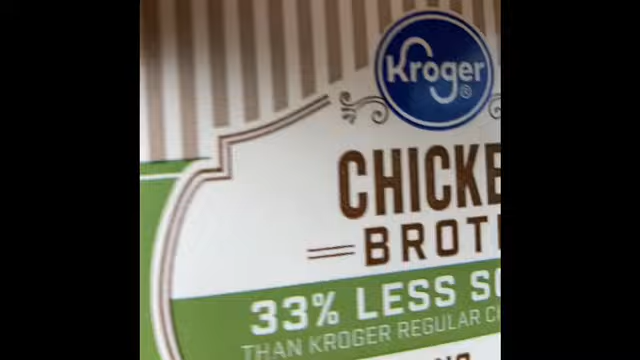 Kroger®
CHICKE
BROT
33% LESS SO
THAN KROGER REGULAR C